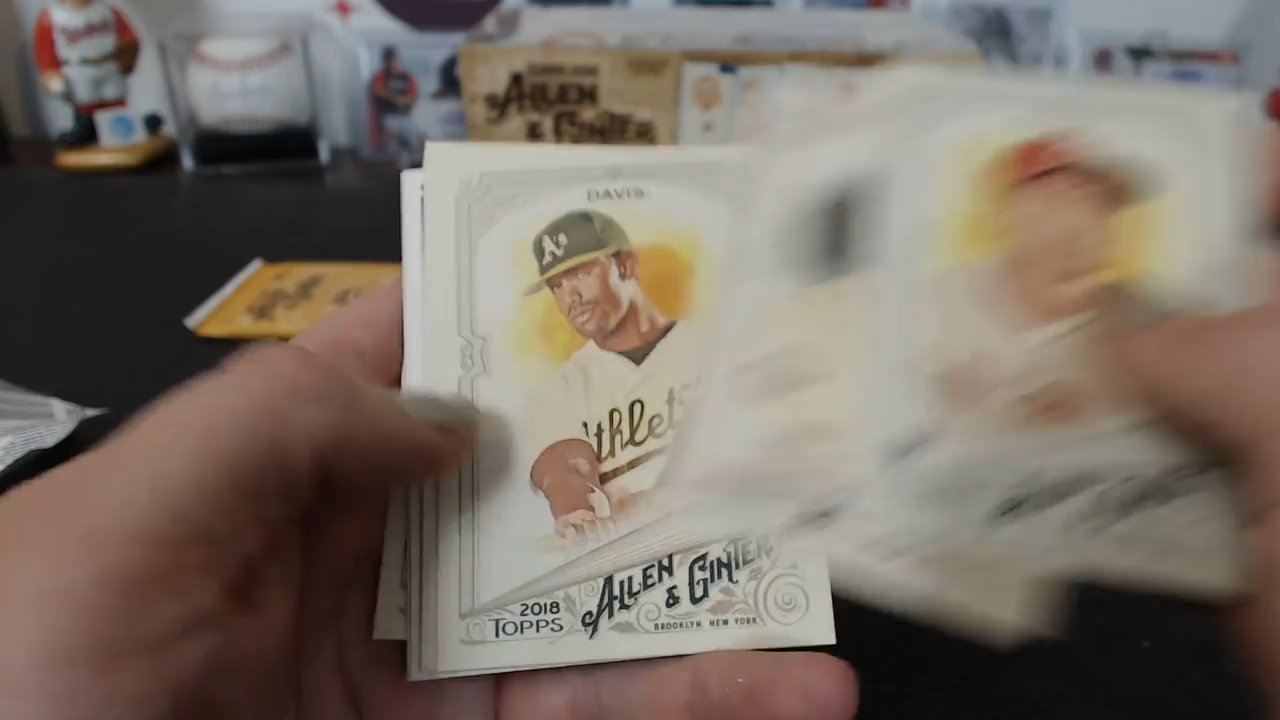 ALLEN
& GINTER
DAVIS
A's
Athlet
2018
TOPPS
ALLEN
& GINTER
BROOKLYN, NEW YORK